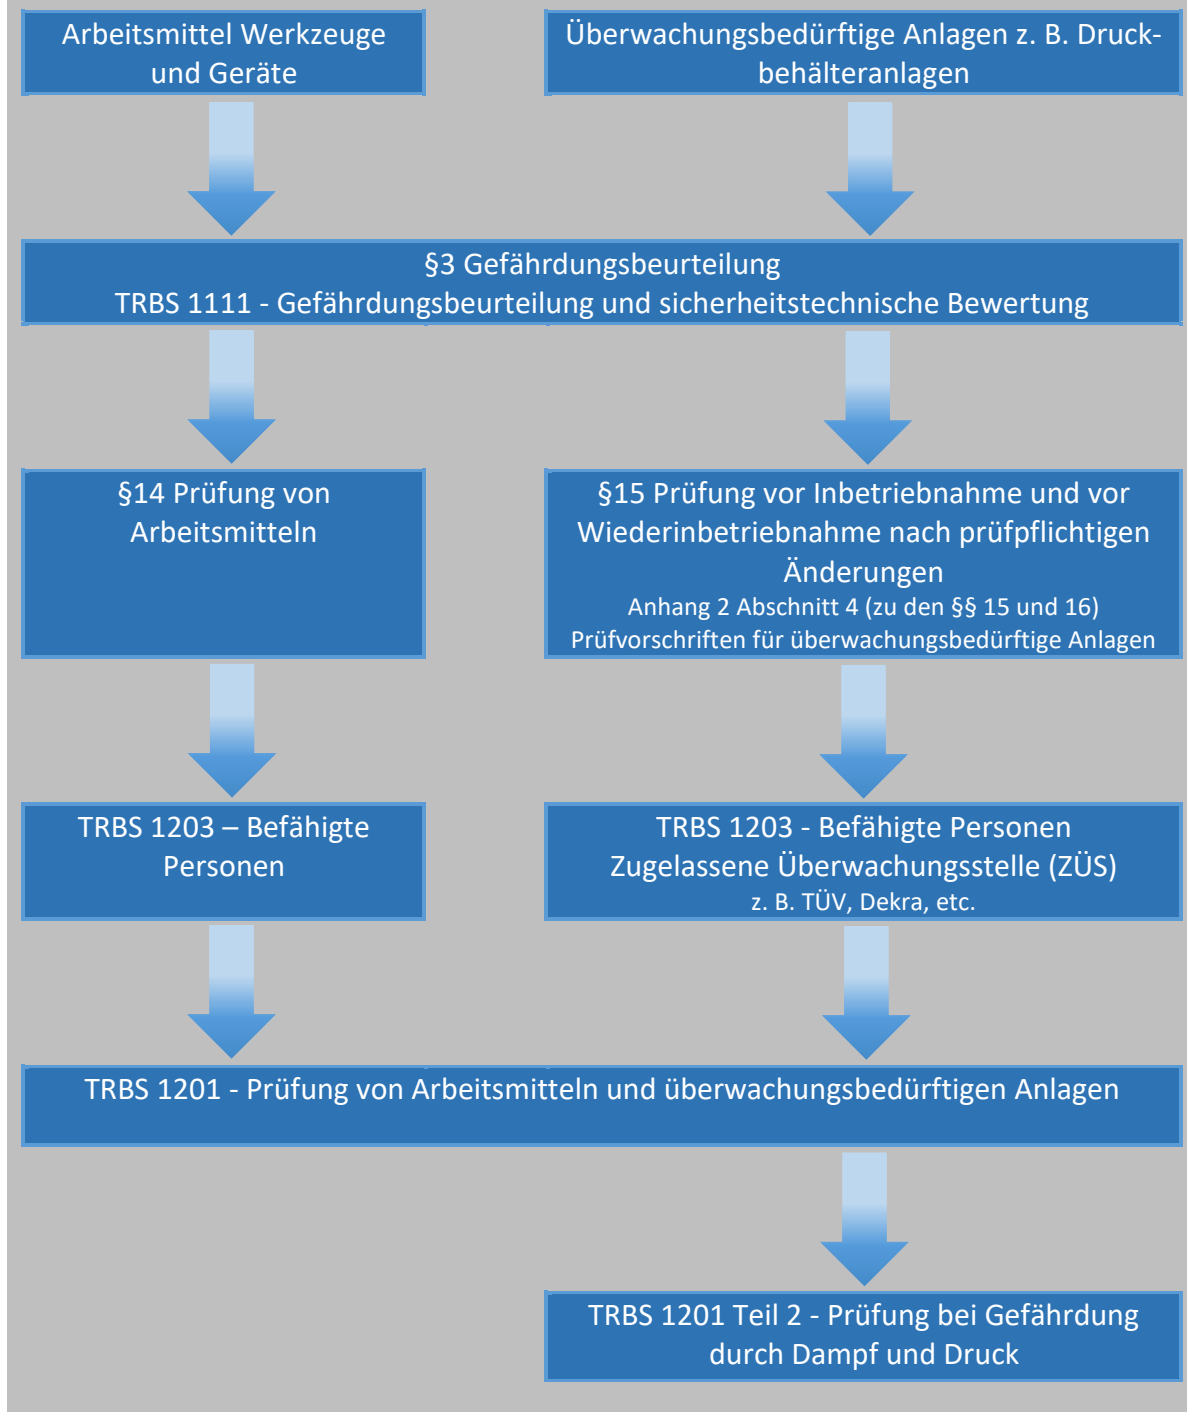 Arbeitsmittel Werkzeuge
und Geräte
Überwachungsbedürftige Anlagen z. B. Druck-
behälteranlagen
§3 Gefährdungsbeurteilung
TRBS 1111 - Gefährdungsbeurteilung und sicherheitstechnische Bewertung
§14 Prüfung von
Arbeitsmitteln
§15 Prüfung vor Inbetriebnahme und vor
Wiederinbetriebnahme nach prüfpflichtigen
Änderungen
Anhang 2 Abschnitt 4 (zu den §§ 15 und 16)
Prüfvorschriften für überwachungsbedürftige Anlagen
TRBS 1203 – Befähigte
Personen
TRBS 1203 - Befähigte Personen
Zugelassene Überwachungsstelle (ZÜS)
z. B. TÜV, Dekra, etc.
TRBS 1201 - Prüfung von Arbeitsmitteln und überwachungsbedürftigen Anlagen
TRBS 1201 Teil 2 - Prüfung bei Gefährdung
durch Dampf und Druck